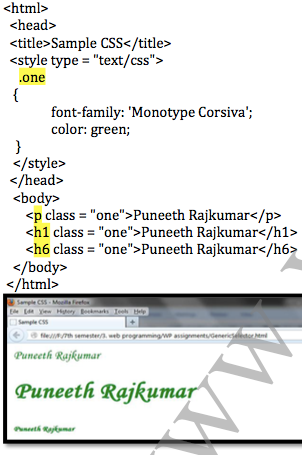 <html>
<head>
<title>Sample CSS</title>
<style type = "text/css">
.one
{
font-family: 'Monotype Corsiva';
color: green;
}
</style>
</head>
<body>
<p class = "one">Puneeth Rajkumar</p>
<h1 class = "one">Puneeth Rajkumar</h1>
<h6 class = "one">Puneeth Rajkumar</h6>
</body>
</html>
Sample CSS - Mozilla Firefox
File Edit View History Bookmarks Tools Help
Sample CSS +
file:///F:/7th semester/3. web programming/WP assignments/GenericSelector.html
Puneeth Rajkumar
Puneeth Rajkumar
Puneeth Rajkumar
WWW